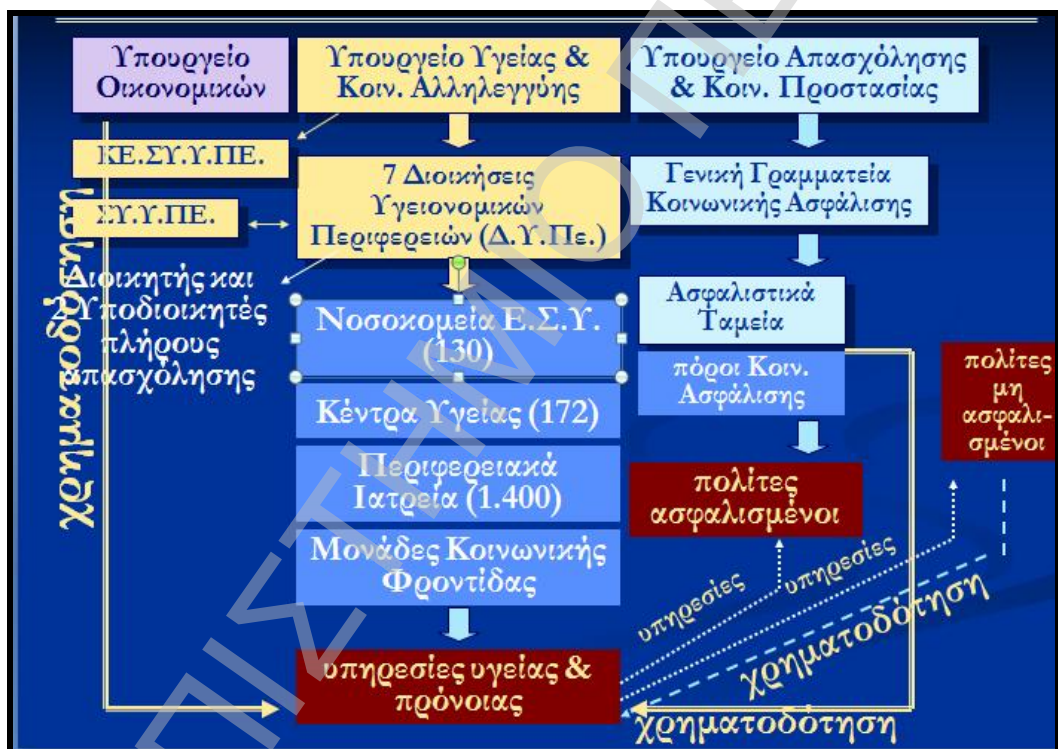 Υπουργείο
Οικονομικών
Υπουργείο Υγείας &
Κοιν. Αλληλεγγύης
Υπουργείο Απασχόλησης
& Κοιν. Προστασίας
ΚΕ.ΣΥ.Υ.ΠΕ.
ΣΥ.Υ.ΠΕ.
7 Διοικήσεις
Υγειονομικών
Περιφερειών (Δ.Υ.Πε.)
Γενική Γραμματεία
Κοινωνικής Ασφάλισης
Διοικητής και
2 Υποδιοικητές
πλήρους
απασχόλησης
χρηματοδότηση
Νοσοκομεία Ε.Σ.Υ.
(130)
Ασφαλιστικά
Ταμεία
πόροι Κοιν.
Ασφάλισης
πολίτες
μη
ασφαλι-
σμένοι
Κέντρα Υγείας (172)
Περιφερειακά
Ιατρεία (1.400)
πολίτες
ασφαλισμένοι
Μονάδες Κοινωνικής
Φροντίδας
υπηρεσίες
υπηρεσίες
χρηματοδότηση
υπηρεσίες υγείας &
πρόνοιας
χρηματοδότηση